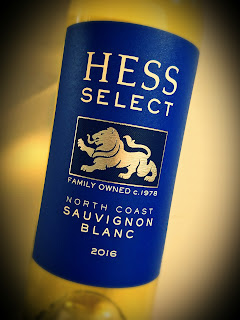 HESS
SELECT
FAMILY OWNED c.1978
NORTH COAST
SAUVIGNON
BLANC
2016